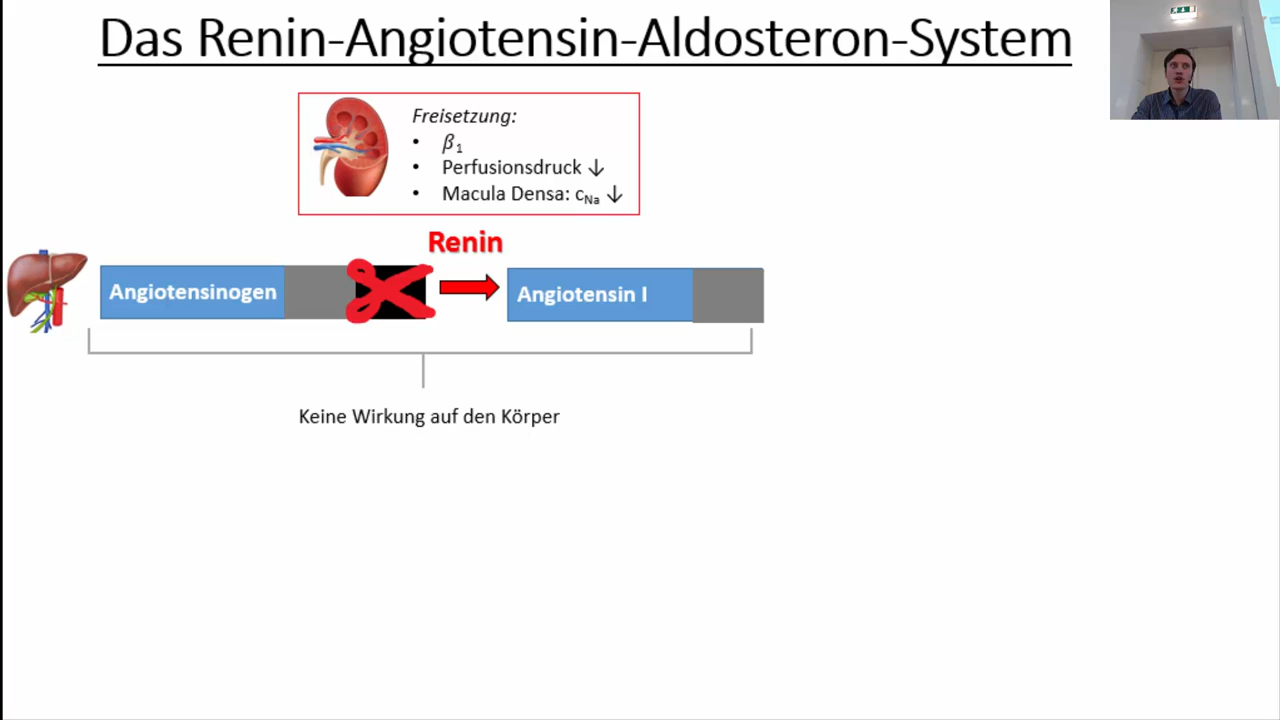 Das Renin-Angiotensin-Aldosteron-System
Freisetzung:
• β₁
• Perfusionsdruck ↓
• Macula Densa: cNa ↓
Renin
Angiotensinogen
Angiotensin I
Keine Wirkung auf den Körper